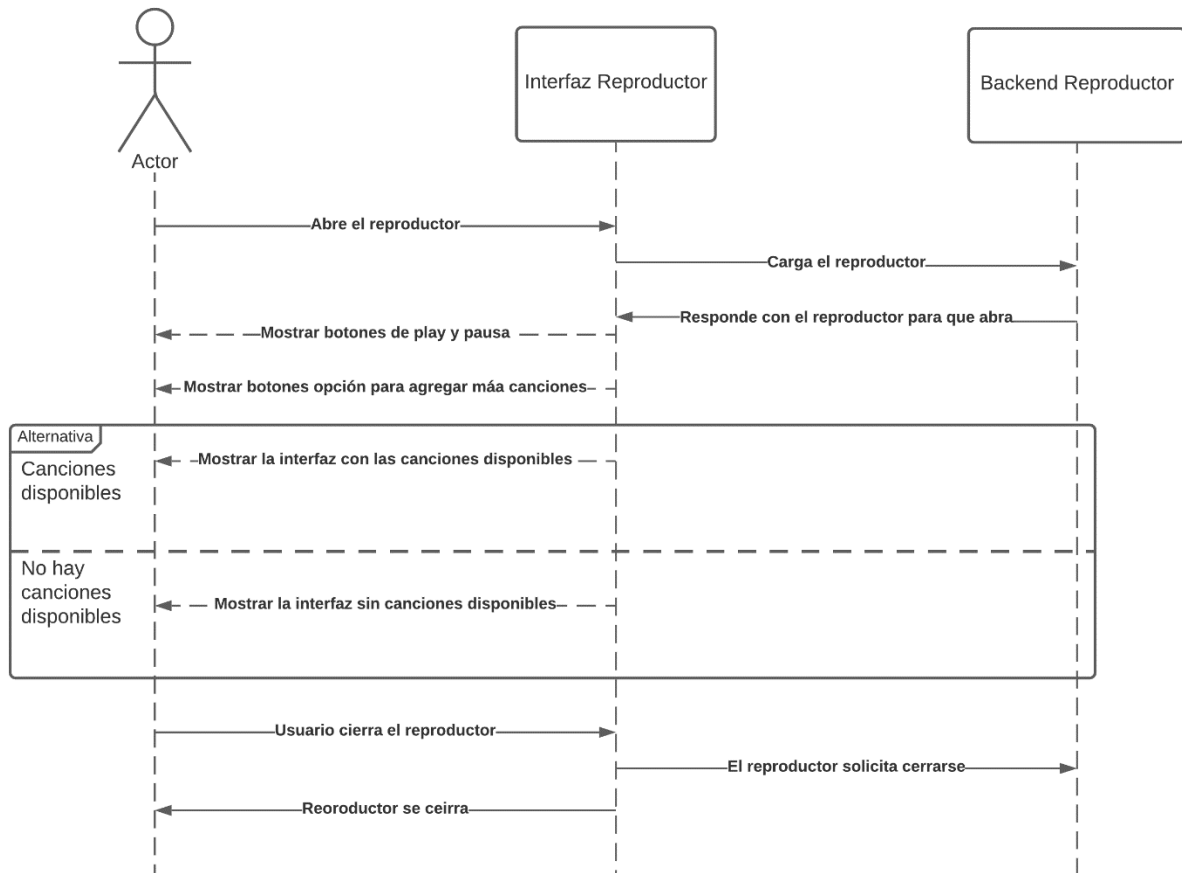 Interfaz Reproductor
Backend Reproductor
Actor
Abre el reproductor
Carga el reproductor
Responde con el reproductor para que abra
Mostrar botones de play y pausa
Mostrar botones opción para agregar máa canciones
Alternativa
Canciones
disponibles
Mostrar la interfaz con las canciones disponibles
No hay
canciones
disponibles
Mostrar la interfaz sin canciones disponibles
Usuario cierra el reproductor
El reproductor solicita cerrarse
Reoroductor se ceirra